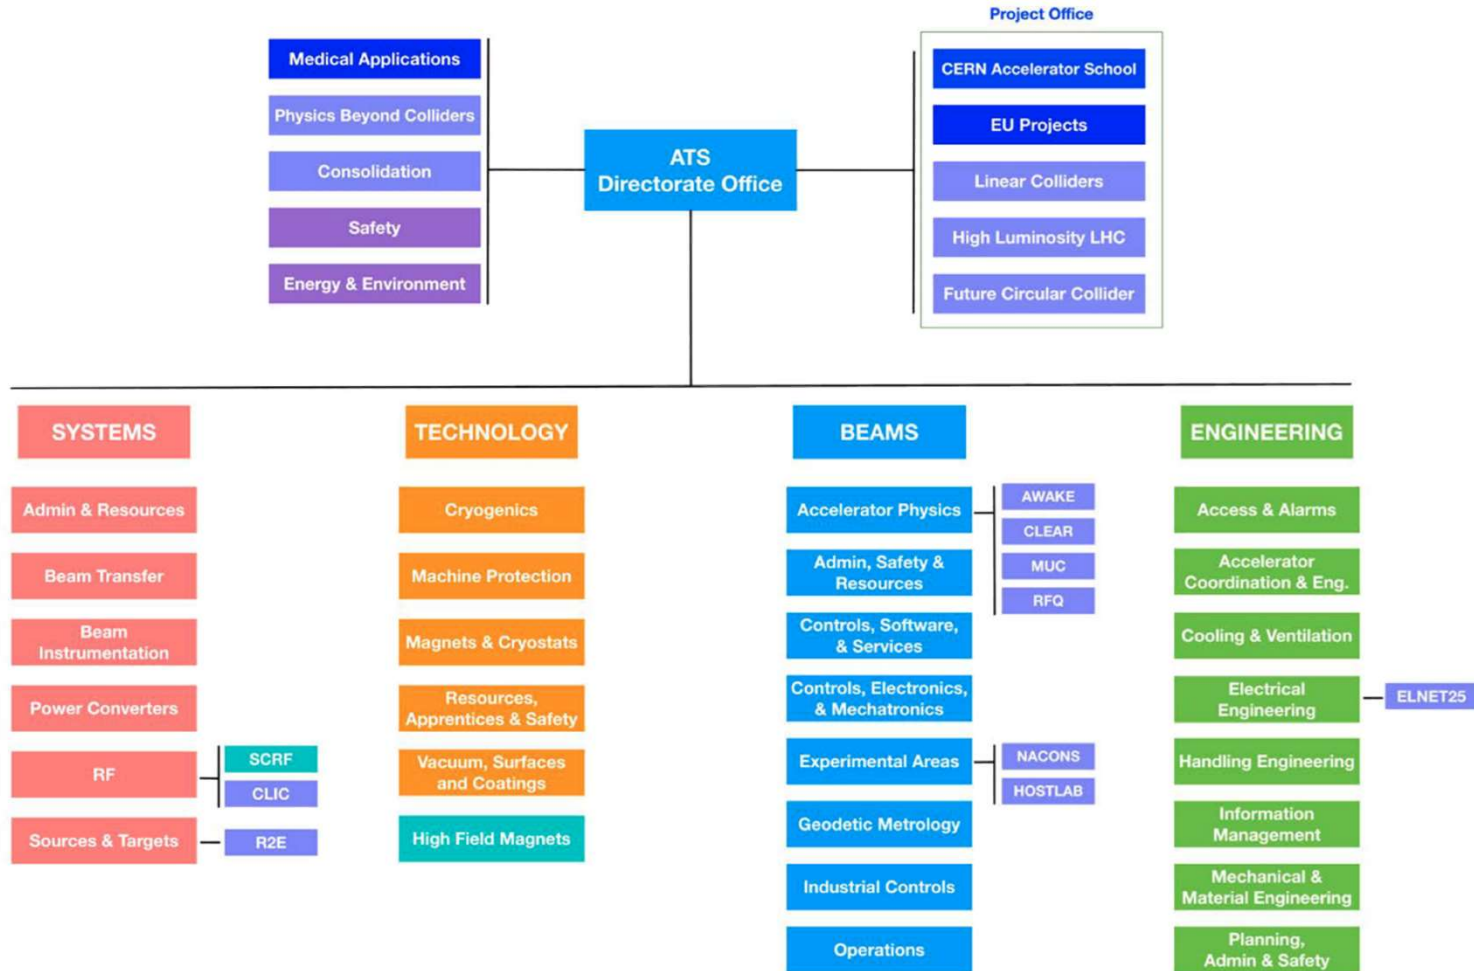 Project Office
Medical Applications
Physics Beyond Colliders
Consolidation
Safety
Energy & Environment
ATS
Directorate Office
CERN Accelerator School
EU Projects
Linear Colliders
High Luminosity LHC
Future Circular Collider
SYSTEMS
Admin & Resources
Beam Transfer
Beam
Instrumentation
Power Converters
RF
SCRF
CLIC
Sources & Targets
R2E
TECHNOLOGY
Cryogenics
Machine Protection
Magnets & Cryostats
Resources,
Apprentices & Safety
Vacuum, Surfaces
and Coatings
High Field Magnets
BEAMS
Accelerator Physics
AWAKE
CLEAR
MUC
RFQ
Admin, Safety &
Resources
Controls, Software,
& Services
Controls, Electronics,
& Mechatronics
Experimental Areas
NACONS
HOSTLAB
Geodetic Metrology
Industrial Controls
Operations
ENGINEERING
Access & Alarms
Accelerator
Coordination & Eng.
Cooling & Ventilation
Electrical
Engineering
ELNET25
Handling Engineering
Information
Management
Mechanical &
Material Engineering
Planning,
Admin & Safety